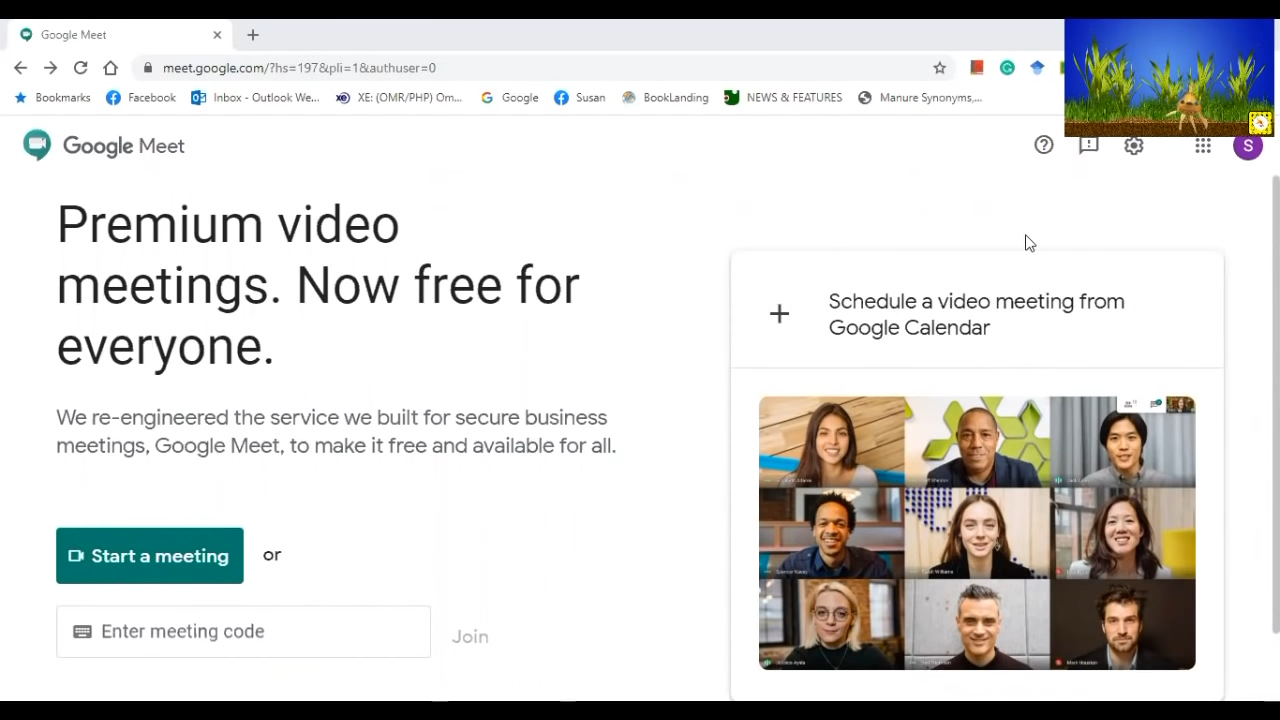 Google Meet
meet.google.com/?hs=197&pli=1&authuser=0
Bookmarks Facebook Inbox - Outlook We... XE: (OMR/PHP) Om... Google Susan BookLanding NEWS & FEATURES Manure Synonyms,...
Google Meet
S
Premium video
meetings. Now free for
everyone.
We re-engineered the service we built for secure business
meetings, Google Meet, to make it free and available for all.
Start a meeting or
Enter meeting code
Join
Schedule a video meeting from
Google Calendar